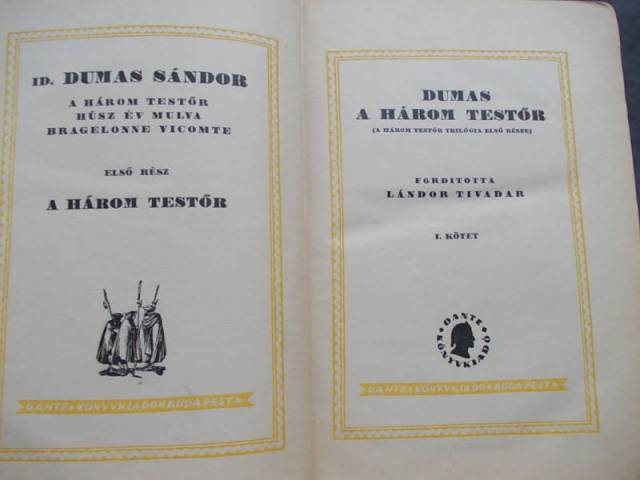 ID. DUMAS SÁNDOR
A HÁROM TESTŐR
HÚSZ ÉV MULVA
BRAGELONNE VICOMTE
ELSŐ RÉSZ
A HÁROM TESTŐR
DANTE KÖNYVKIADÓ BUDAPEST
DUMAS
A HÁROM TESTŐR
(A HÁROM TESTŐR TRILÓGIA ELSŐ RÉSZE)
FORDITOTTA
LÁNDOR TIVADAR
I. KÖTET
DANTE KÖNYVKIADÓ
DANTE KÖNYVKIADÓ BUDAPEST